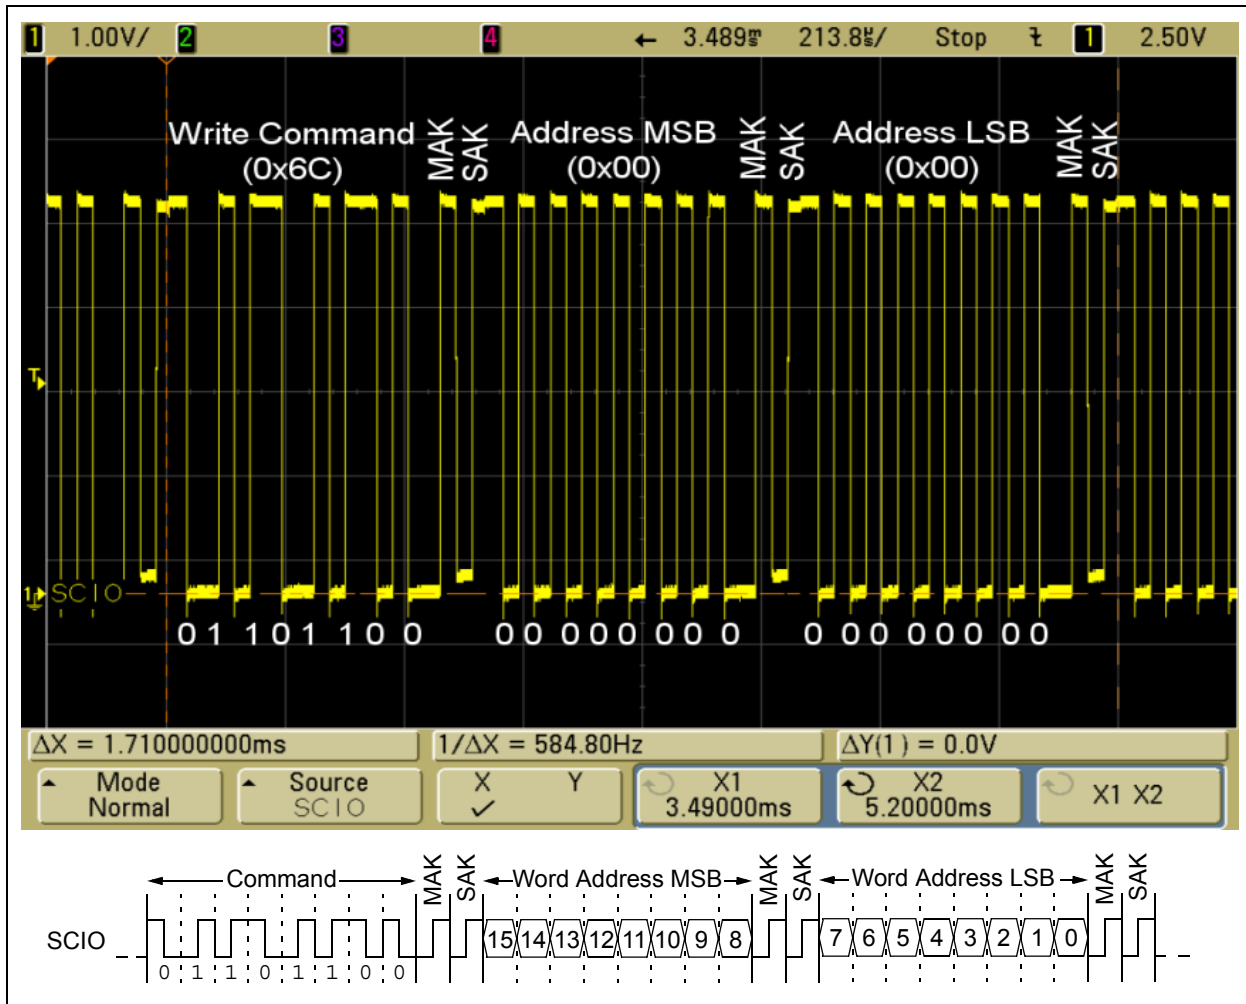 1 1.00V/ 2 3 4 ← 3.489ms 213.8µs/ Stop 1 2.50V
Write Command MAK SAK Address MSB MAK SAK Address LSB MAK SAK
(0x6C) (0x00) (0x00)
T
1 SCIO
0 1 1 0 1 1 0 0 0 0 0 0 0 0 0 0 0 0 0 0 0 0 0 0
ΔX = 1.710000000ms 1/ΔX = 584.80Hz ΔY(1) = 0.0V
Mode Source X Y X1 X2 X1 X2
Normal SCIO ✓ 3.49000ms 5.20000ms
Command MAK SAK Word Address MSB MAK SAK Word Address LSB MAK SAK
SCIO 15 14 13 12 11 10 9 8 7 6 5 4 3 2 1 0
0 1 1 0 1 1 0 0